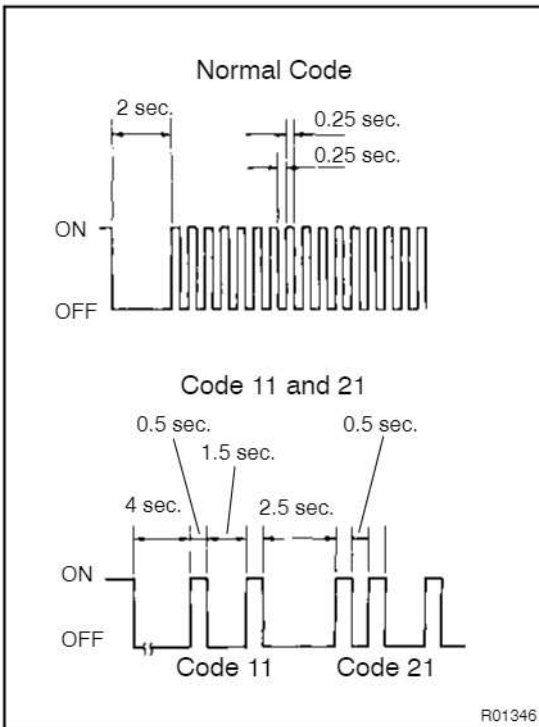 Normal Code
2 sec.
0.25 sec.
0.25 sec.
ON
OFF
Code 11 and 21
0.5 sec.
0.5 sec.
1.5 sec.
4 sec.
2.5 sec.
ON
OFF
Code 11
Code 21
R01346